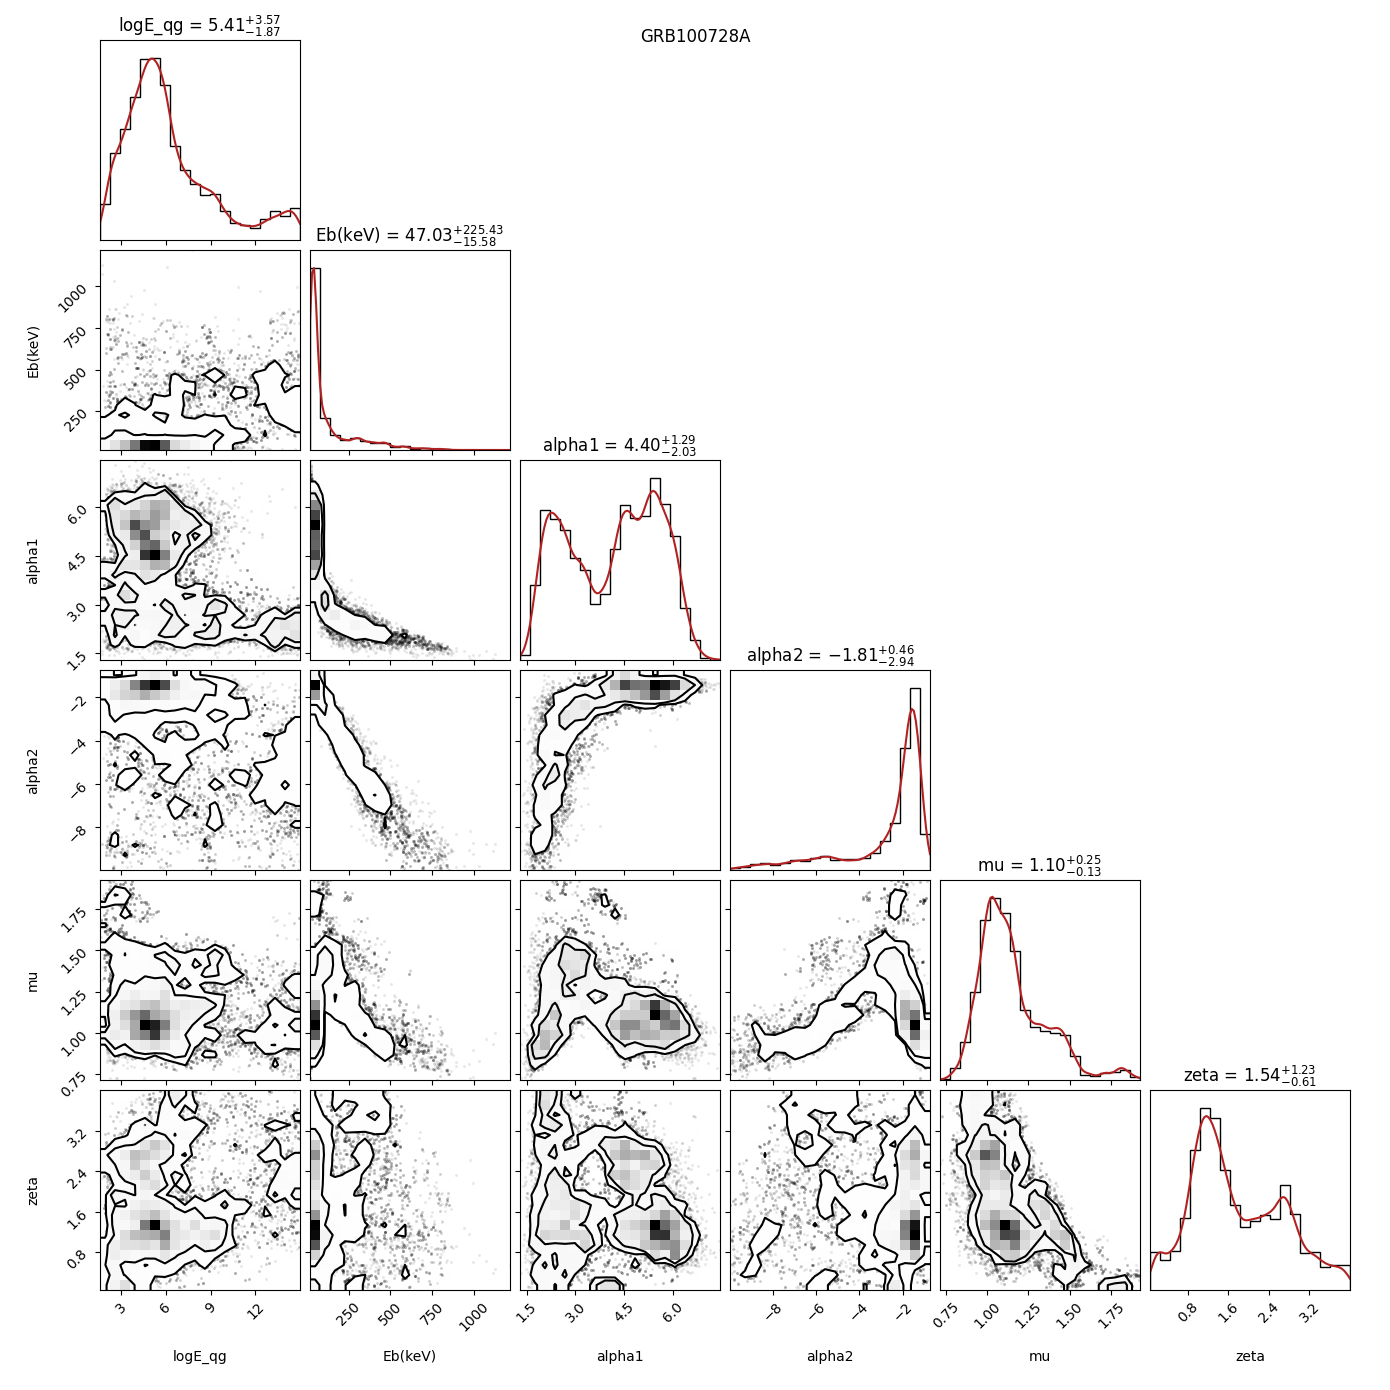 logE_qg = 5.41 +3.57 −1.87
GRB100728A
Eb(keV) = 47.03 +225.43 −15.58
1000
750
500
250
Eb(keV)
alpha1 = 4.40 +1.29 −2.03
6.0
4.5
3.0
1.5
alpha1
alpha2 = −1.81 +0.46 −2.94
−2
−4
−6
−8
alpha2
mu = 1.10 +0.25 −0.13
1.75
1.50
1.25
1.00
0.75
mu
zeta = 1.54 +1.23 −0.61
3.2
2.4
1.6
0.8
zeta
3 6 9 12
250 500 750 1000
1.5 3.0 4.5 6.0
−8 −6 −4 −2
0.75 1.00 1.25 1.50 1.75
0.8 1.6 2.4 3.2
logE_qg Eb(keV) alpha1 alpha2 mu zeta